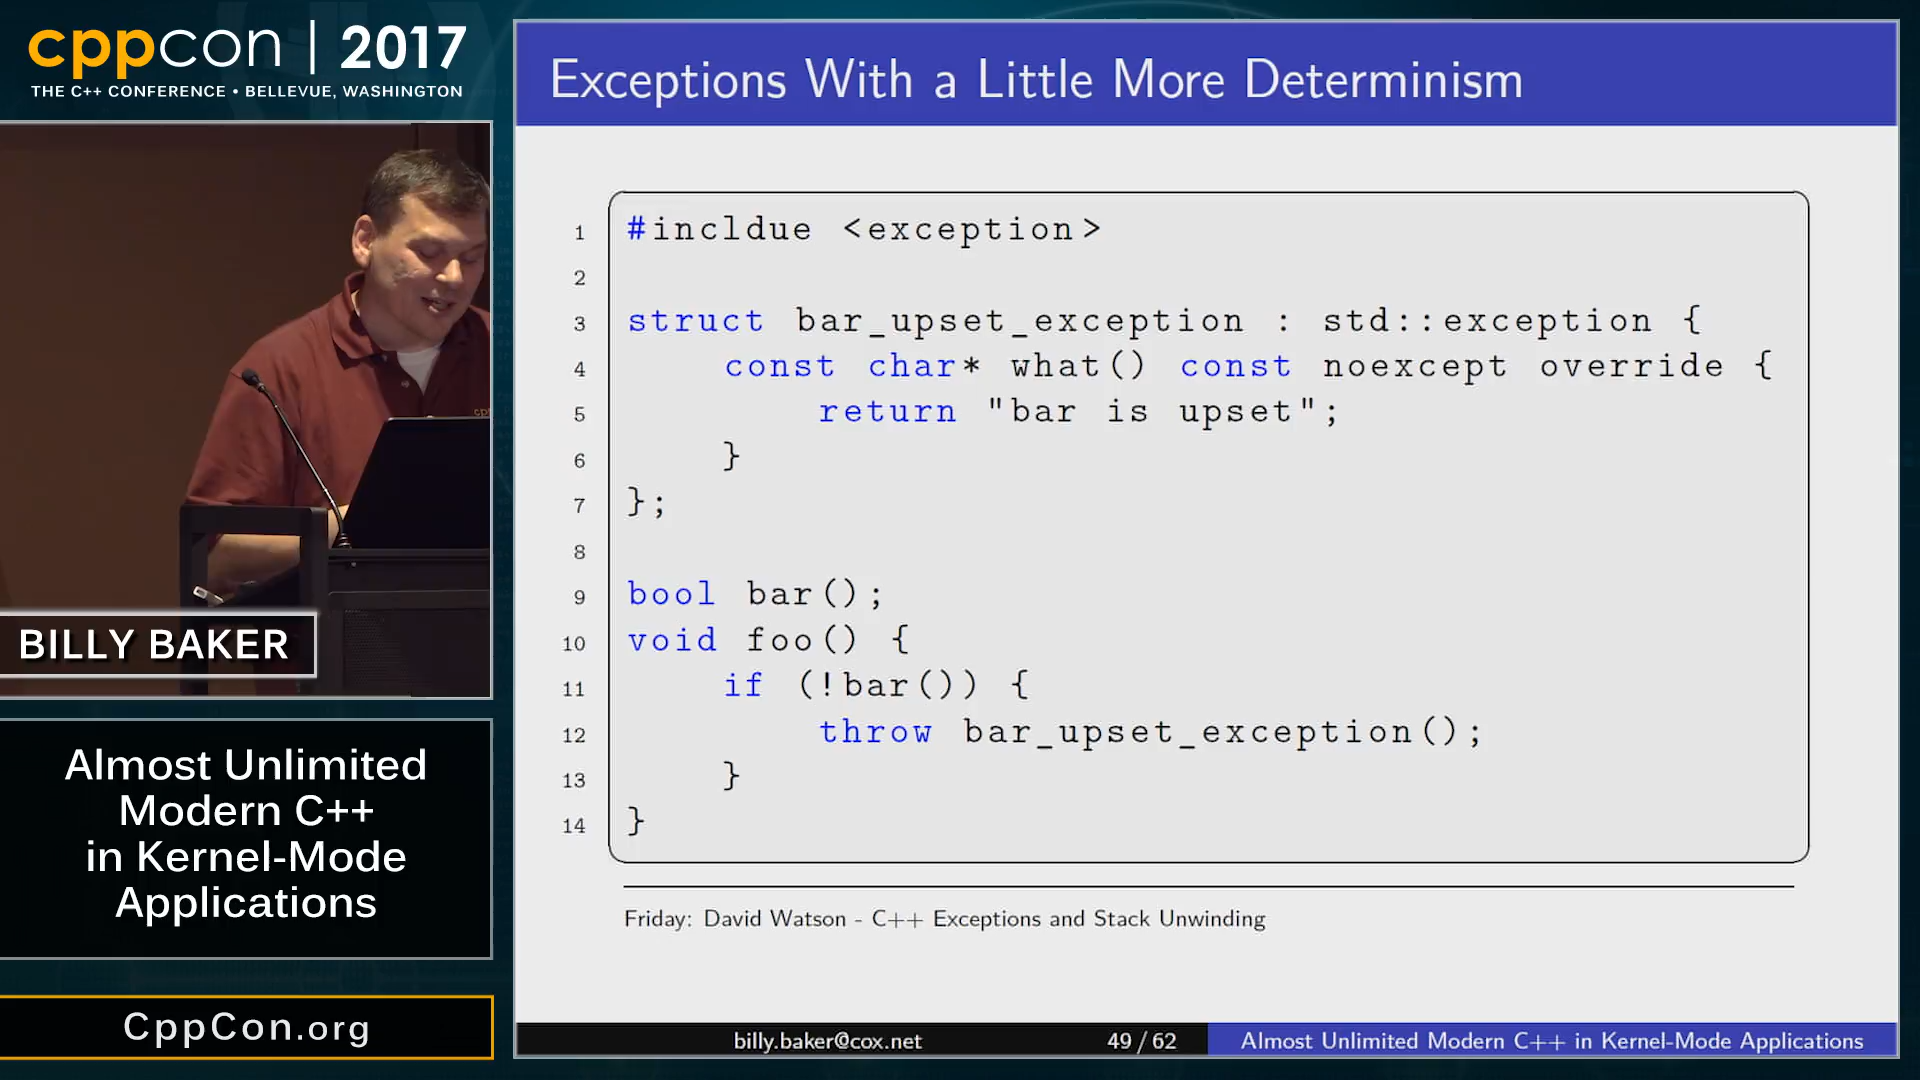 cppcon | 2017
THE C++ CONFERENCE • BELLEVUE, WASHINGTON
BILLY BAKER
Almost Unlimited
Modern C++
in Kernel-Mode
Applications
CppCon.org
Exceptions With a Little More Determinism
1 #incldue <exception>
2
3 struct bar_upset_exception : std::exception {
4 const char* what() const noexcept override {
5 return "bar is upset";
6 }
7 };
8
9 bool bar();
10 void foo() {
11 if (!bar()) {
12 throw bar_upset_exception();
13 }
14 }
Friday: David Watson - C++ Exceptions and Stack Unwinding
billy.baker@cox.net 49 / 62 Almost Unlimited Modern C++ in Kernel-Mode Applications